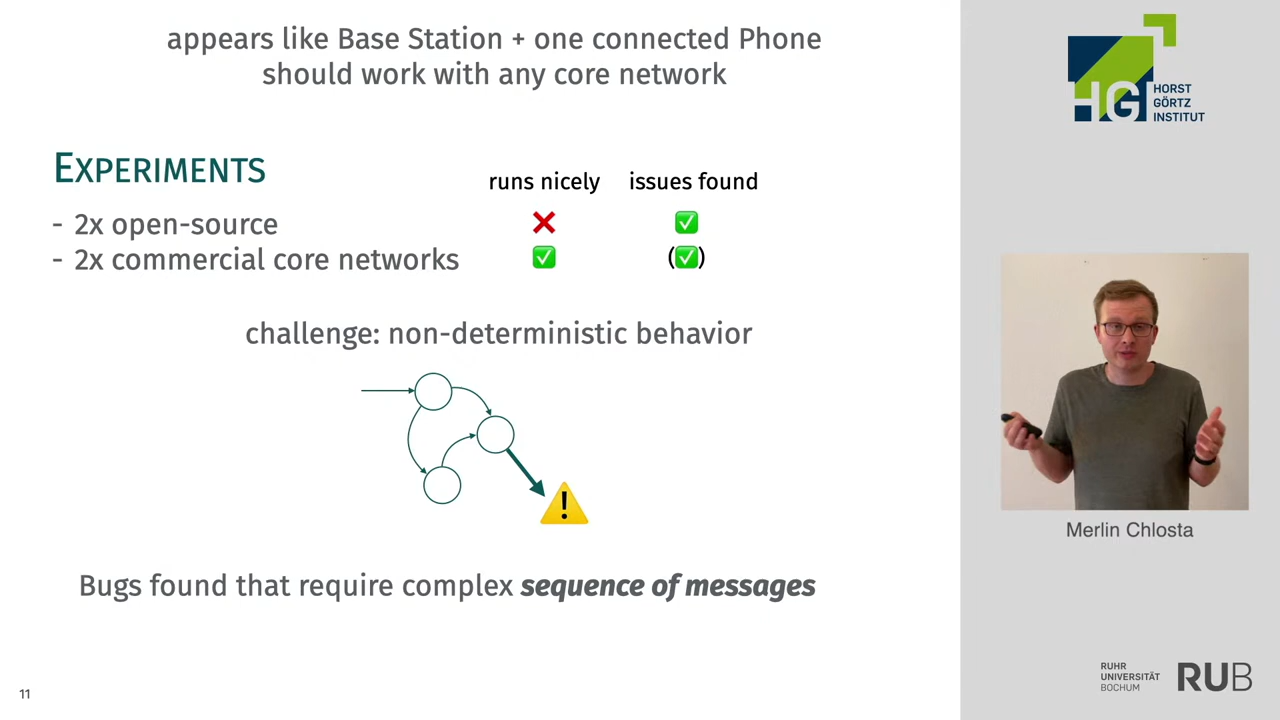 appears like Base Station + one connected Phone
should work with any core network
EXPERIMENTS
runs nicely issues found
- 2x open-source
- 2x commercial core networks
challenge: non-deterministic behavior
Bugs found that require complex sequence of messages
11
HGI
HORST
GÖRTZ
INSTITUT
Merlin Chlosta
RUHR
UNIVERSITÄT
BOCHUM
RUB